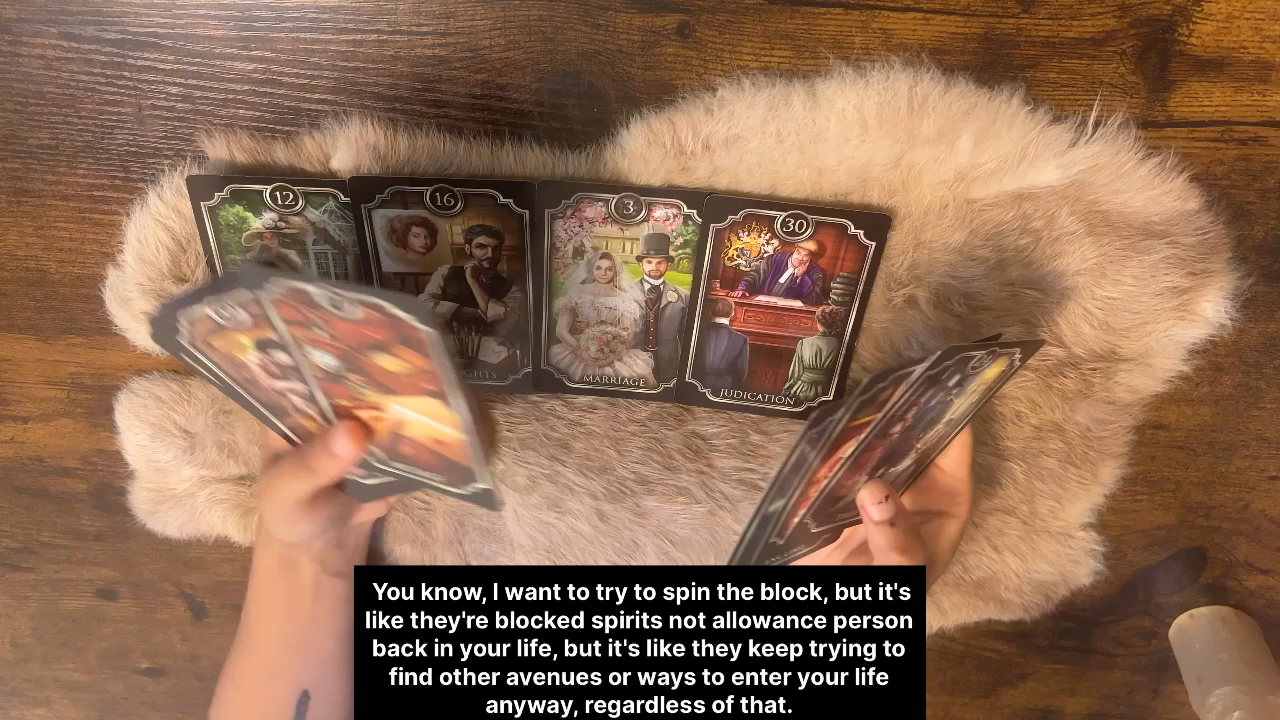 12
16
3
30
GHTS
MARRIAGE
JUDICATION
You know, I want to try to spin the block, but it's
like they're blocked spirits not allowance person
back in your life, but it's like they keep trying to
find other avenues or ways to enter your life
anyway, regardless of that.